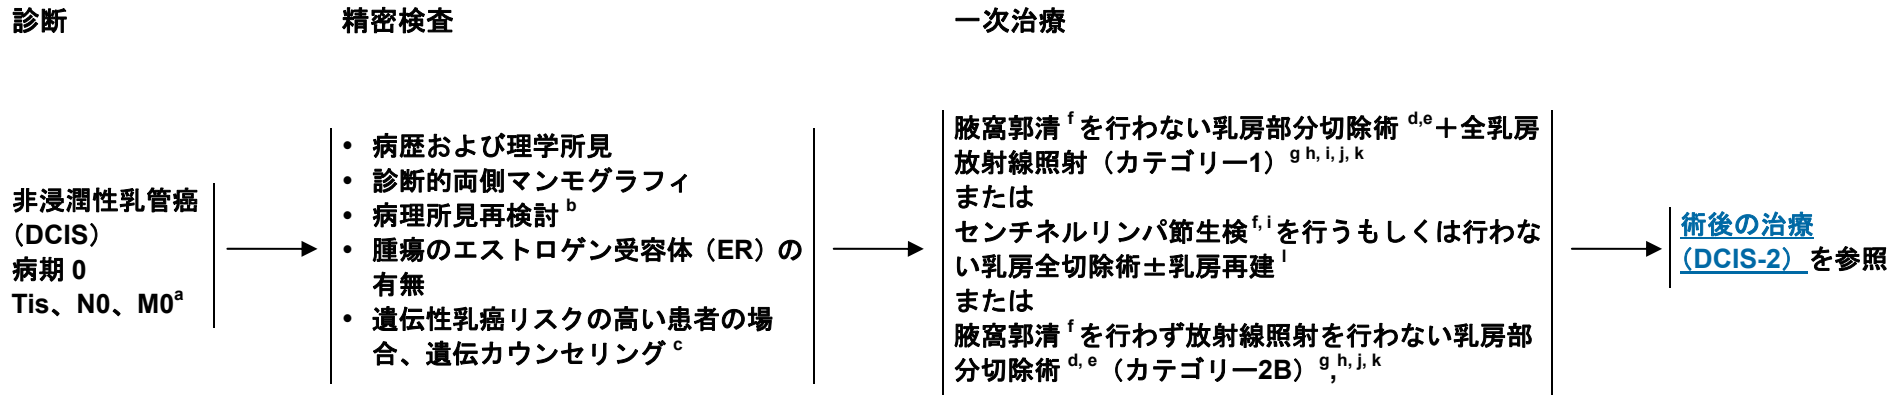 診断
精密検査
一次治療
非浸潤性乳管癌
（DCIS）
病期 0
Tis、N0、M0a
• 病歴および理学所見
• 診断的両側マンモグラフィ
• 病理所見再検討 b
• 腫瘍のエストロゲン受容体（ER）の
有無
• 遺伝性乳癌リスクの高い患者の場
合、遺伝カウンセリング c
腋窩郭清 f を行わない乳房部分切除術 d,e＋全乳房
放射線照射（カテゴリー1）g h, i, j, k
または
センチネルリンパ節生検 f, i を行うもしくは行わな
い乳房全切除術±乳房再建 l
または
腋窩郭清 f を行わず放射線照射を行わない乳房部
分切除術 d, e（カテゴリー2B）g,h, j, k
術後の治療
（DCIS-2）を参照